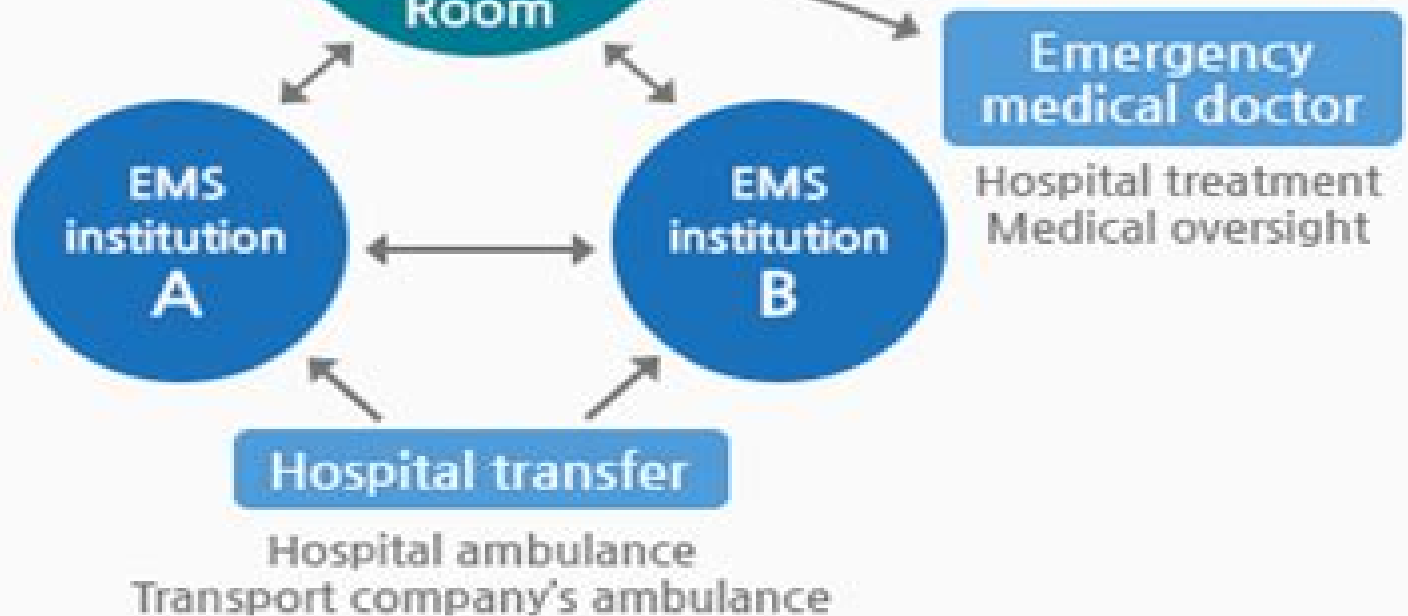 Room
Emergency
medical doctor
Hospital treatment
Medical oversight
EMS
institution
A
EMS
institution
B
Hospital transfer
Hospital ambulance
Transport company's ambulance